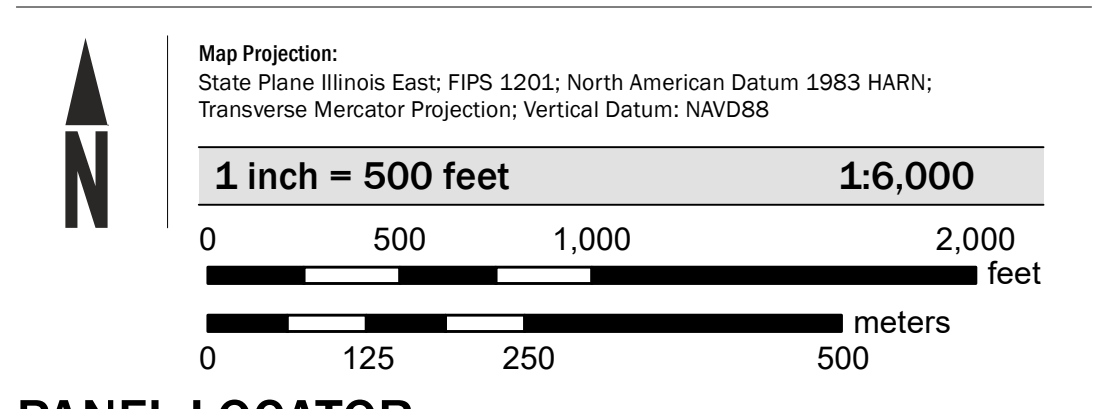 N
Map Projection:
State Plane Illinois East; FIPS 1201; North American Datum 1983 HARN;
Transverse Mercator Projection; Vertical Datum: NAVD88
1 inch = 500 feet 1:6,000
0 500 1,000 2,000
feet
meters
0 125 250 500
PANEL LOCATOR